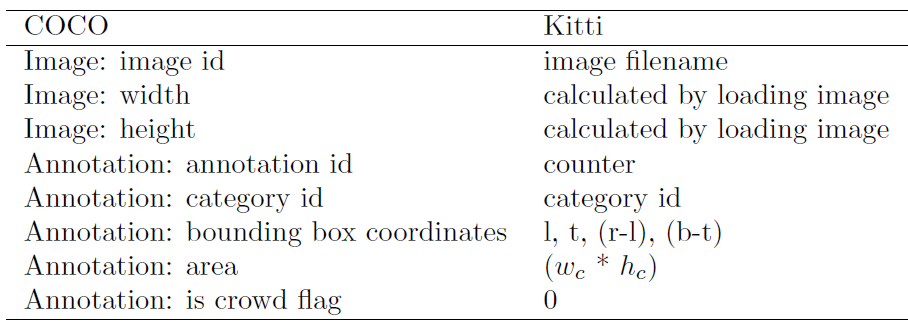 COCO Kitti
Image: image id image filename
Image: width calculated by loading image
Image: height calculated by loading image
Annotation: annotation id counter
Annotation: category id category id
Annotation: bounding box coordinates l, t, (r-l), (b-t)
Annotation: area (w_c * h_c)
Annotation: is crowd flag 0